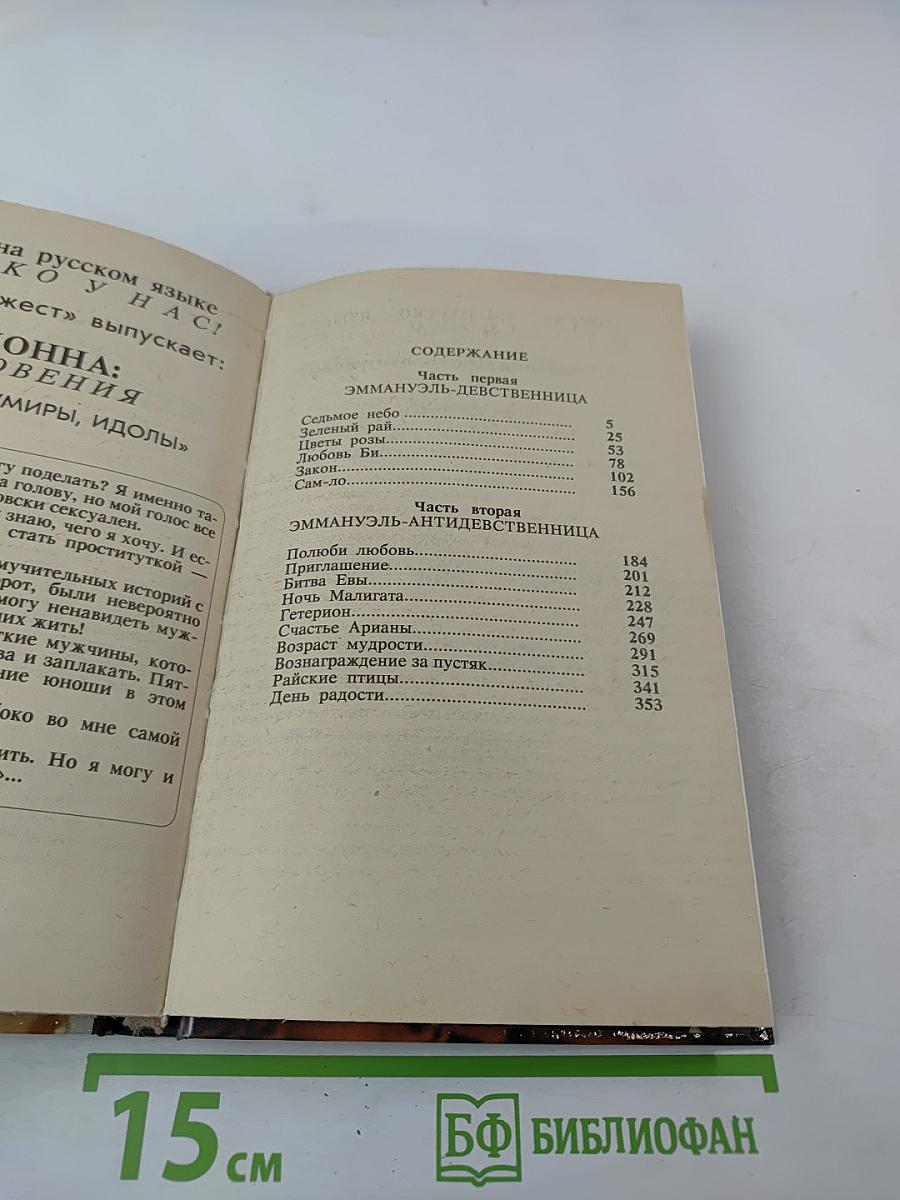 на русском языке
КО У НАС!
жест» выпускает:
ОННА:
ОВЕНИЯ
УМИРЫ, ИДОЛЫ»
гу поделать? Я именно та-
а голову, но мой голос все
овски сексуален.
знаю, чего я хочу. И ес-
стать проституткой —
мучительных историй с
рот, были невероятно
могу ненавидеть муж-
них жить!
ткие мужчины, кото-
ва и заплакать. Пят-
ние юноши в этом
око во мне самой
ить. Но я могу и
»...
СОДЕРЖАНИЕ
Часть первая
ЭММАНУЭЛЬ-ДЕВСТВЕННИЦА
Седьмое небо ........ 5
Зеленый рай........ 25
Цветы розы........ 53
Любовь Би........ 78
Закон........ 102
Сам-ло........ 156
Часть вторая
ЭММАНУЭЛЬ-АНТИДЕВСТВЕННИЦА
Полюби любовь........ 184
Приглашение........ 201
Битва Евы........ 212
Ночь Малигата........ 228
Гетерион........ 247
Счастье Арианы........ 269
Возраст мудрости........ 291
Вознаграждение за пустяк........ 315
Райские птицы........ 341
День радости........ 353
15 см
БФ БИБЛИОФАН